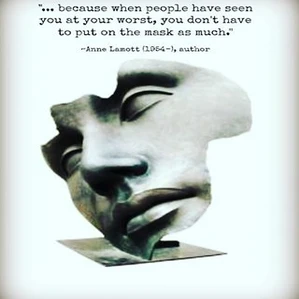 "... because when people have seen
you at your worst, you don't have
to put on the mask as much."
~Anne Lamott (1954-), author